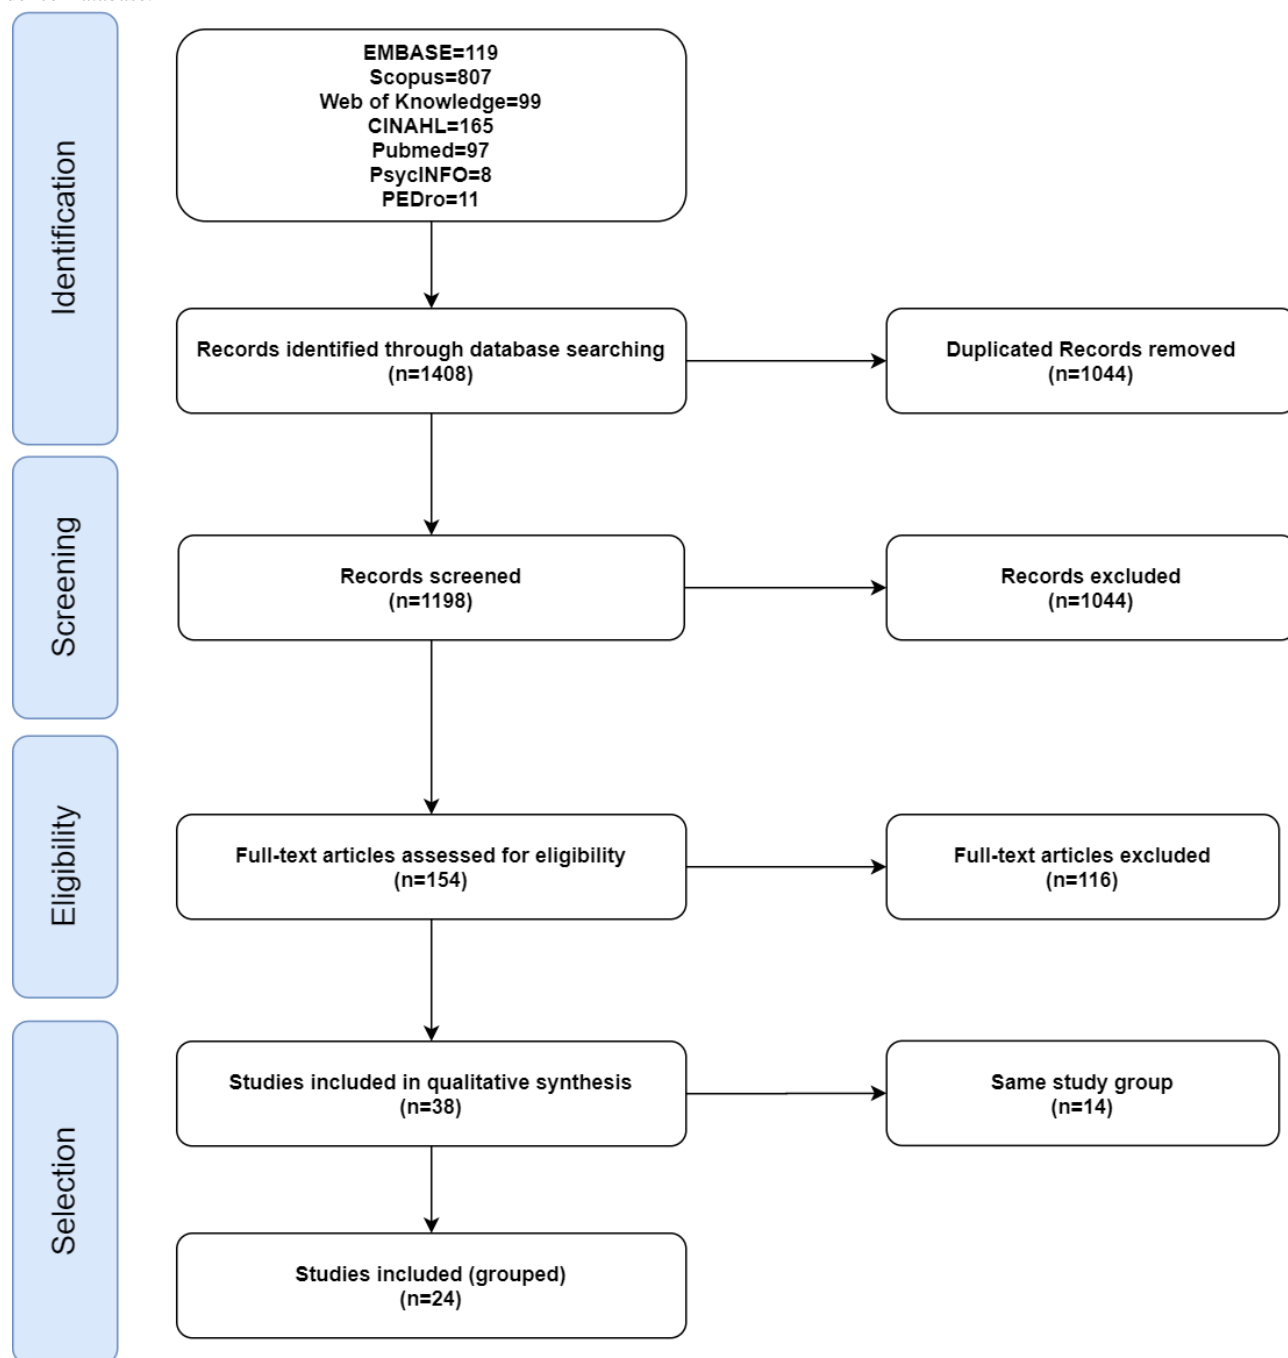 Identification
EMBASE=119
Scopus=807
Web of Knowledge=99
CINAHL=165
Pubmed=97
PsycINFO=8
PEDro=11
Records identified through database searching
(n=1408)
Duplicated Records removed
(n=1044)
Screening
Records screened
(n=1198)
Records excluded
(n=1044)
Eligibility
Full-text articles assessed for eligibility
(n=154)
Full-text articles excluded
(n=116)
Selection
Studies included in qualitative synthesis
(n=38)
Same study group
(n=14)
Studies included (grouped)
(n=24)